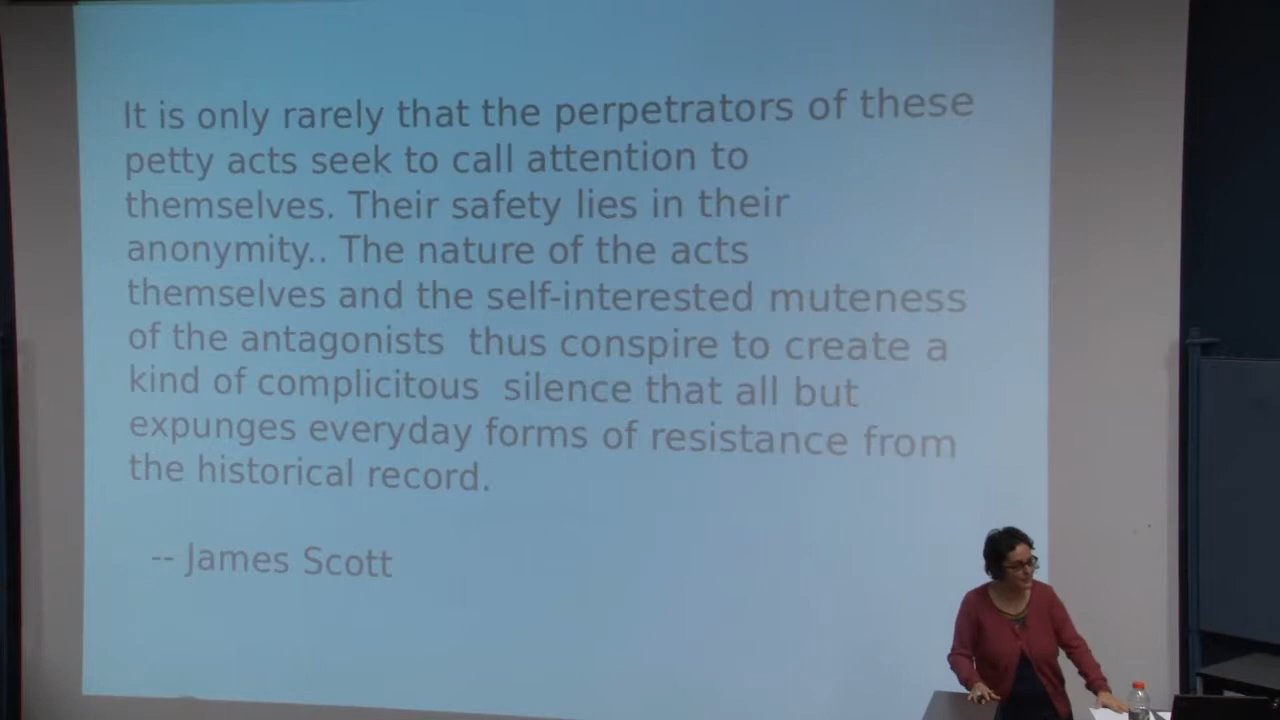 It is only rarely that the perpetrators of these
petty acts seek to call attention to
themselves. Their safety lies in their
anonymity.. The nature of the acts
themselves and the self-interested muteness
of the antagonists  thus conspire to create a
kind of complicitous  silence that all but
expunges everyday forms of resistance from
the historical record.
-- James Scott